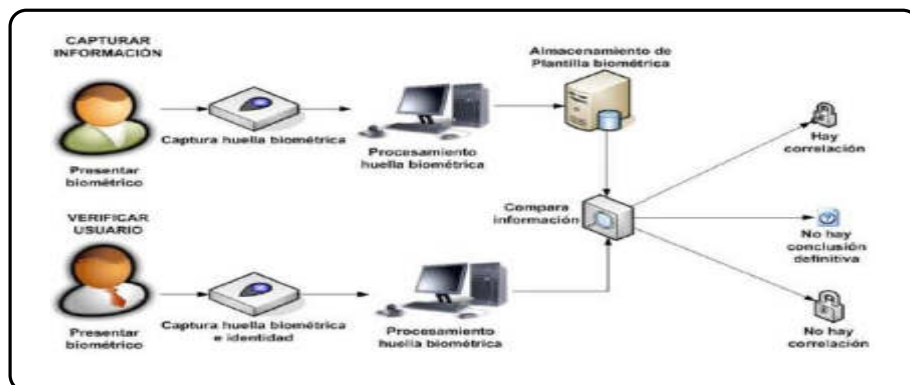 CAPTURAR
INFORMACIÓN
Presentar
biométrico
Captura huella biométrica
Procesamiento
huella biométrica
Almacenamiento de
Plantilla biométrica
Hay
correlación
Compara
información
No hay
conclusión
definitiva
No hay
correlación
VERIFICAR
USUARIO
Presentar
biométrico
Captura huella biométrica
e identidad
Procesamiento
huella biométrica